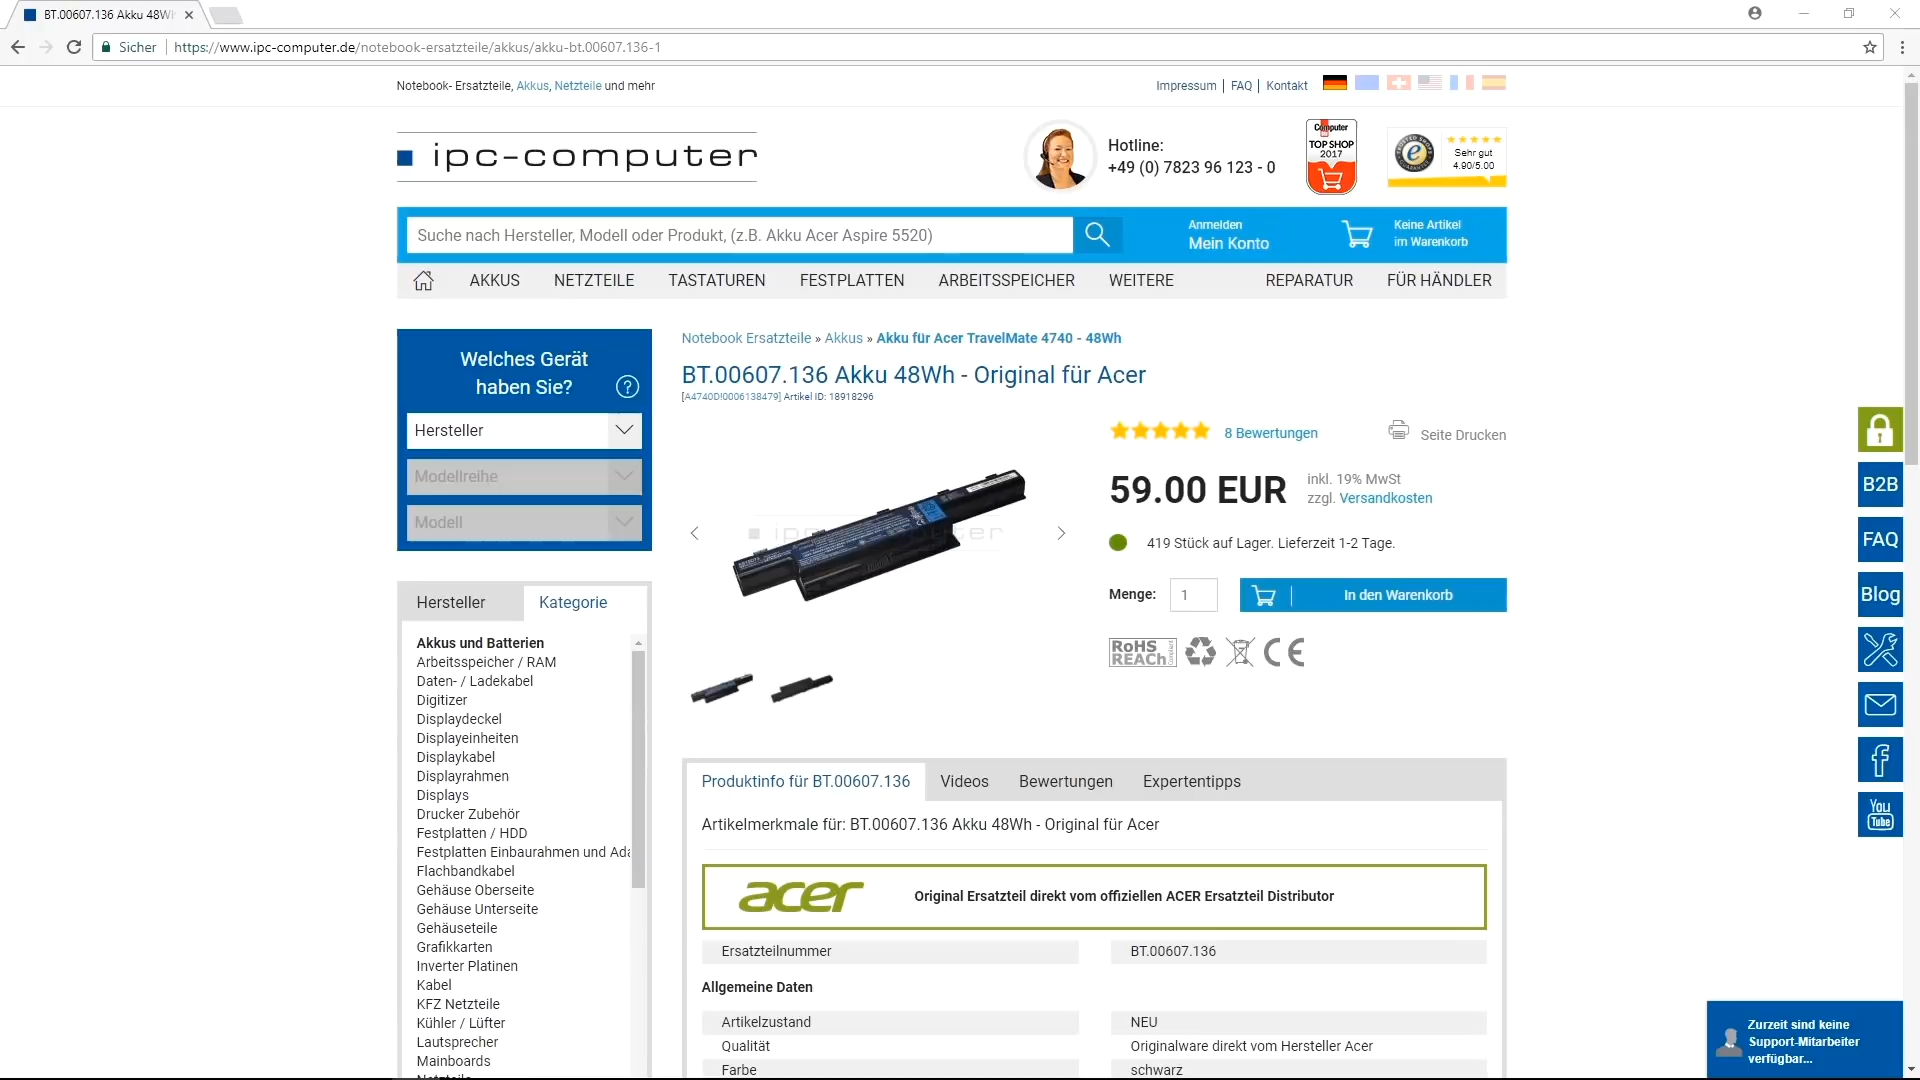 BT.00607.136 Akku 48Wh
Sicher
https://www.ipc-computer.de/notebook-ersatzteile/akkus/akku-bt.00607.136-1
Notebook- Ersatzteile, Akkus, Netzteile und mehr
Impressum | FAQ | Kontakt
ipc-computer
Hotline:
+49 (0) 7823 96 123 - 0
Computer
TOP SHOP
2017
Sehr gut
4.90/5.00
Suche nach Hersteller, Modell oder Produkt, (z.B. Akku Acer Aspire 5520)
Anmelden
Mein Konto
Keine Artikel
im Warenkorb
AKKUS NETZTEILE TASTATUREN FESTPLATTEN ARBEITSSPEICHER WEITERE REPARATUR FÜR HÄNDLER
Welches Gerät
haben Sie?
?
Hersteller
Modellreihe
Modell
Hersteller Kategorie
Akkus und Batterien
Arbeitsspeicher / RAM
Daten- / Ladekabel
Digitizer
Displaydeckel
Displayeinheiten
Displaykabel
Displayrahmen
Displays
Drucker Zubehör
Festplatten / HDD
Festplatten Einbaurahmen und Ada
Flachbandkabel
Gehäuse Oberseite
Gehäuse Unterseite
Gehäuseteile
Grafikkarten
Inverter Platinen
Kabel
KFZ Netzteile
Kühler / Lüfter
Lautsprecher
Mainboards
Netzteile
Notebook Ersatzteile » Akkus » Akku für Acer TravelMate 4740 - 48Wh
BT.00607.136 Akku 48Wh - Original für Acer
[A4740D!0006138479] Artikel ID: 18918296
8 Bewertungen
Seite Drucken
59.00 EUR
inkl. 19% MwSt
zzgl. Versandkosten
ipc-computer
419 Stück auf Lager. Lieferzeit 1-2 Tage.
Menge: 1
In den Warenkorb
RoHS
REACh
CE
Produktinfo für BT.00607.136 Videos Bewertungen Expertentipps
Artikelmerkmale für: BT.00607.136 Akku 48Wh - Original für Acer
acer
Original Ersatzteil direkt vom offiziellen ACER Ersatzteil Distributor
Ersatzteilnummer BT.00607.136
Allgemeine Daten
Artikelzustand NEU
Qualität Originalware direkt vom Hersteller Acer
Farbe schwarz
B2B
FAQ
Blog
You
Tube
Zurzeit sind keine
Support-Mitarbeiter
verfügbar...